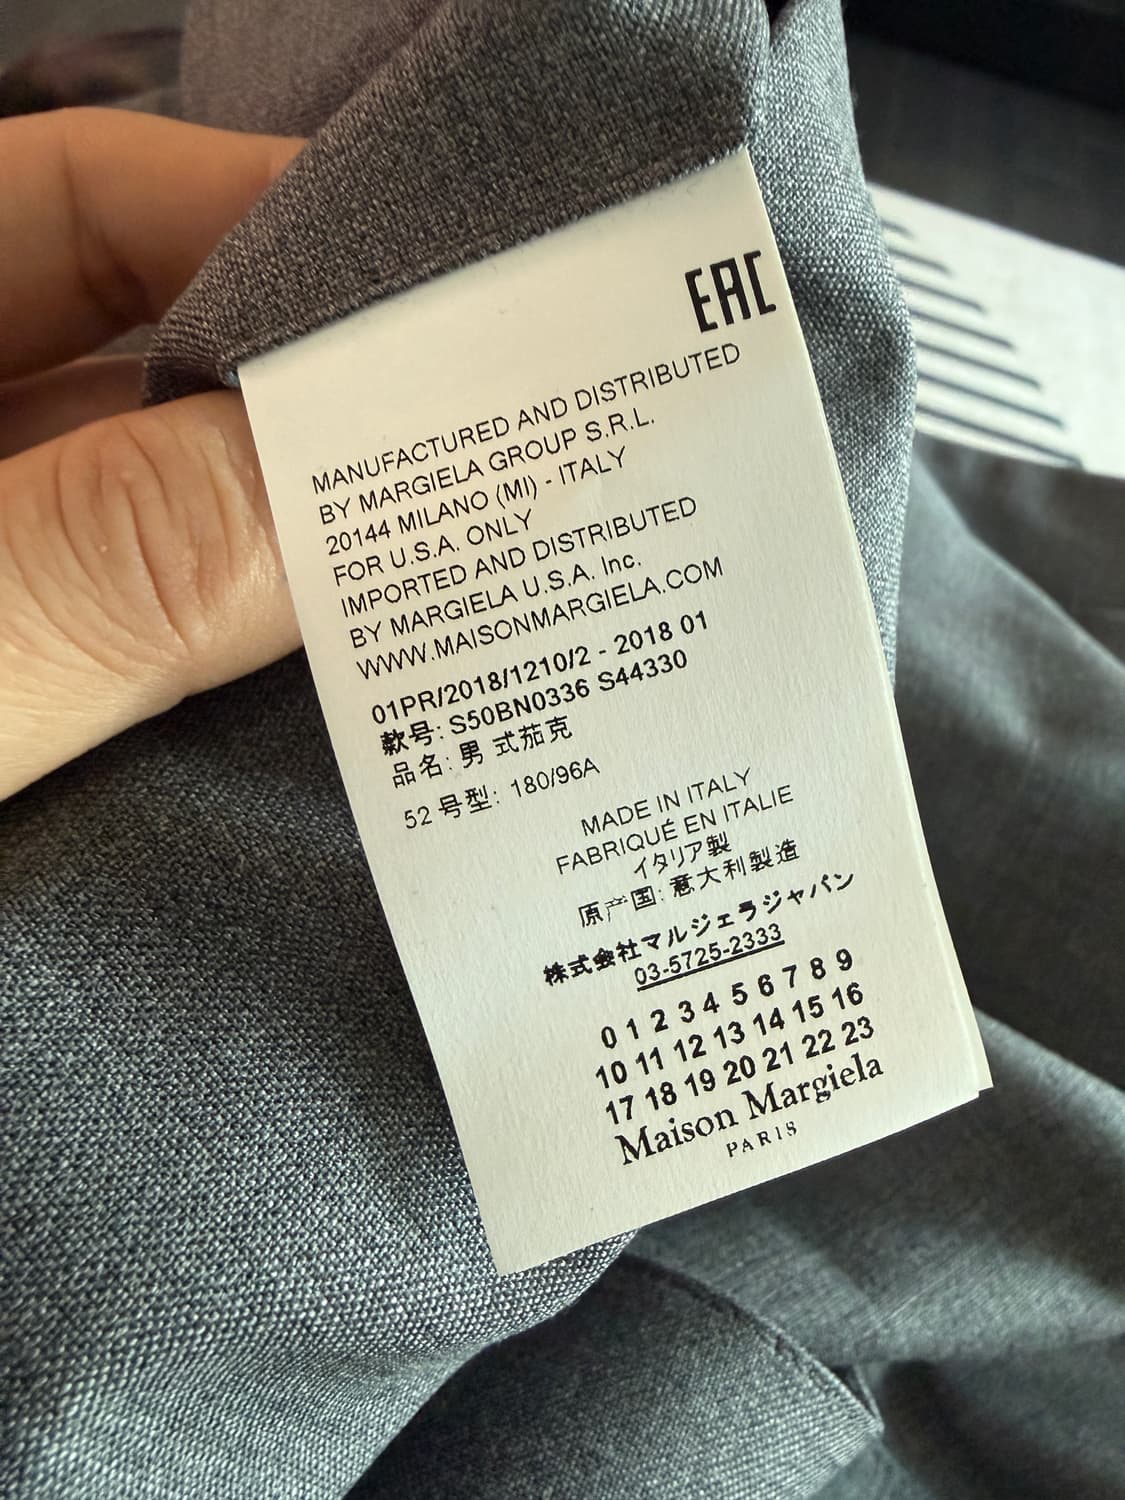 EAC
MANUFACTURED AND DISTRIBUTED
BY MARGIELA GROUP S.R.L.
20144 MILANO (MI) - ITALY
FOR U.S.A. ONLY
IMPORTED AND DISTRIBUTED
BY MARGIELA U.S.A. Inc.
WWW.MAISONMARGIELA.COM
01PR/2018/1210/2 - 2018 01
款号: S50BN0336 S44330
品名: 男 式茄克
52 号型: 180/96A
MADE IN ITALY
FABRIQUÉ EN ITALIE
イタリア製
原产国: 意大利製造
株式会社マルジェラジャパン
03-5725-2333
0 1 2 3 4 5 6 7 8 9
10 11 12 13 14 15 16
17 18 19 20 21 22 23
Maison Margiela
PARIS